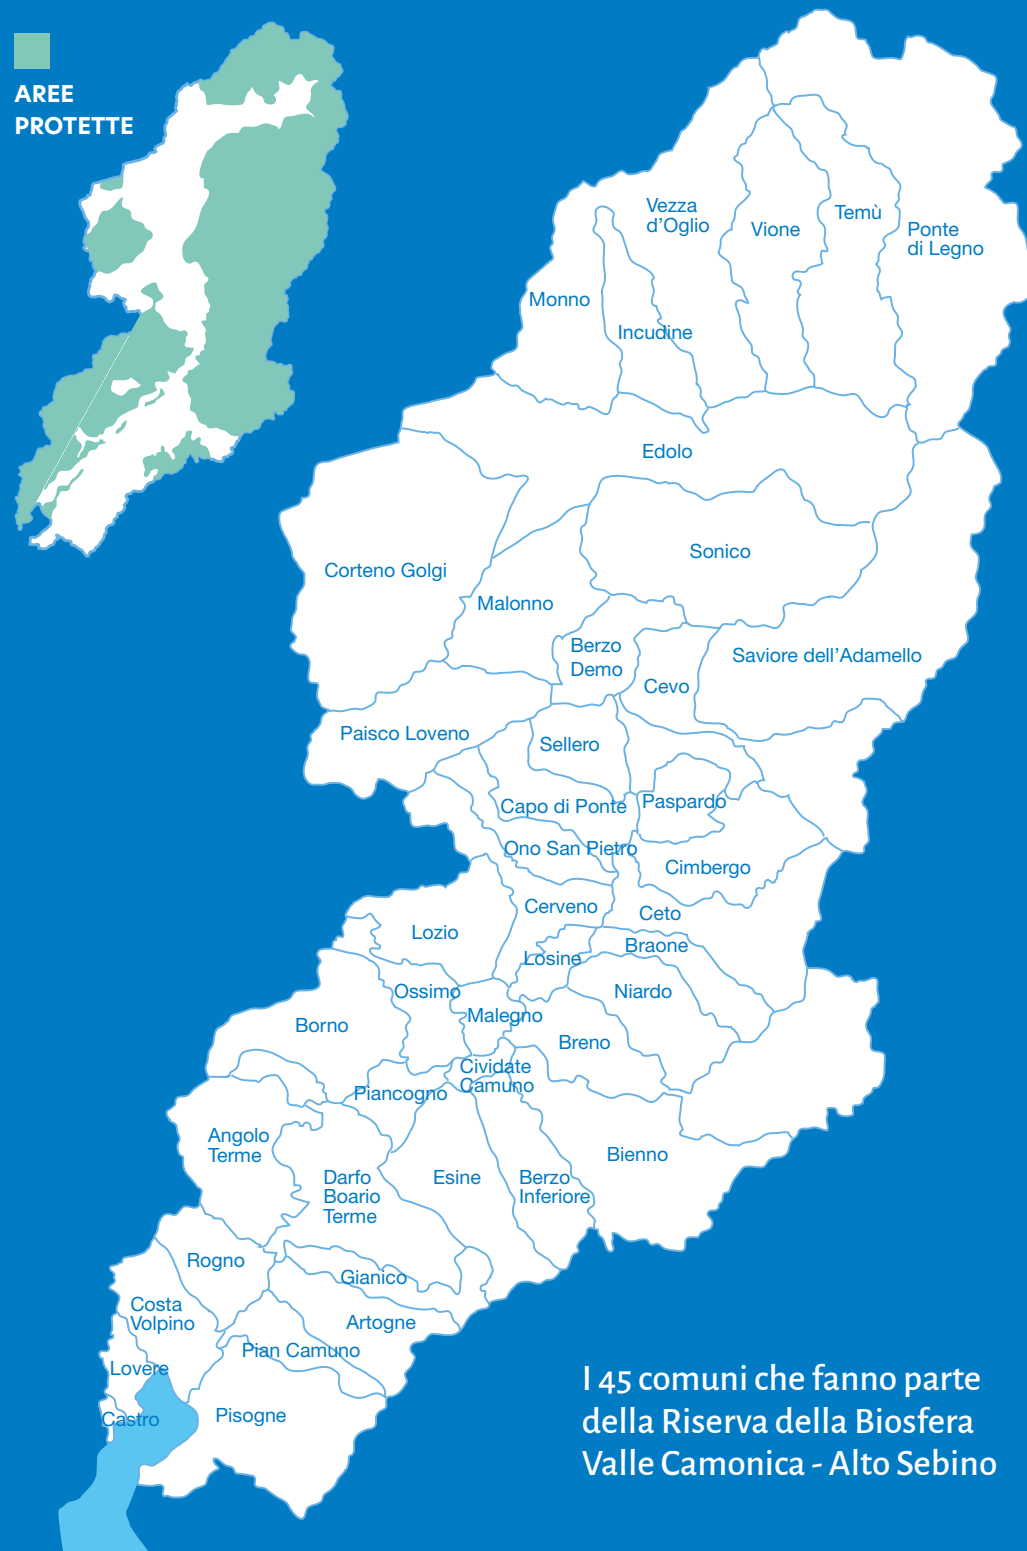 AREE
PROTETTE
Vezza
d'Oglio
Vione
Temù
Ponte
di Legno
Monno
Incudine
Edolo
Sonico
Corteno Golgi
Malonno
Berzo
Demo
Saviore dell'Adamello
Cevo
Paisco Loveno
Sellero
Capo di Ponte
Paspardo
Ono San Pietro
Cimbergo
Cerveno
Ceto
Lozio
Braone
Losine
Ossimo
Niardo
Malegno
Borno
Breno
Cividate
Camuno
Piancogno
Angolo
Terme
Bienno
Darfo
Boario
Terme
Esine
Berzo
Inferiore
Rogno
Gianico
Costa
Volpino
Artogne
Pian Camuno
Lovere
Castro
Pisogne
I 45 comuni che fanno parte
della Riserva della Biosfera
Valle Camonica - Alto Sebino